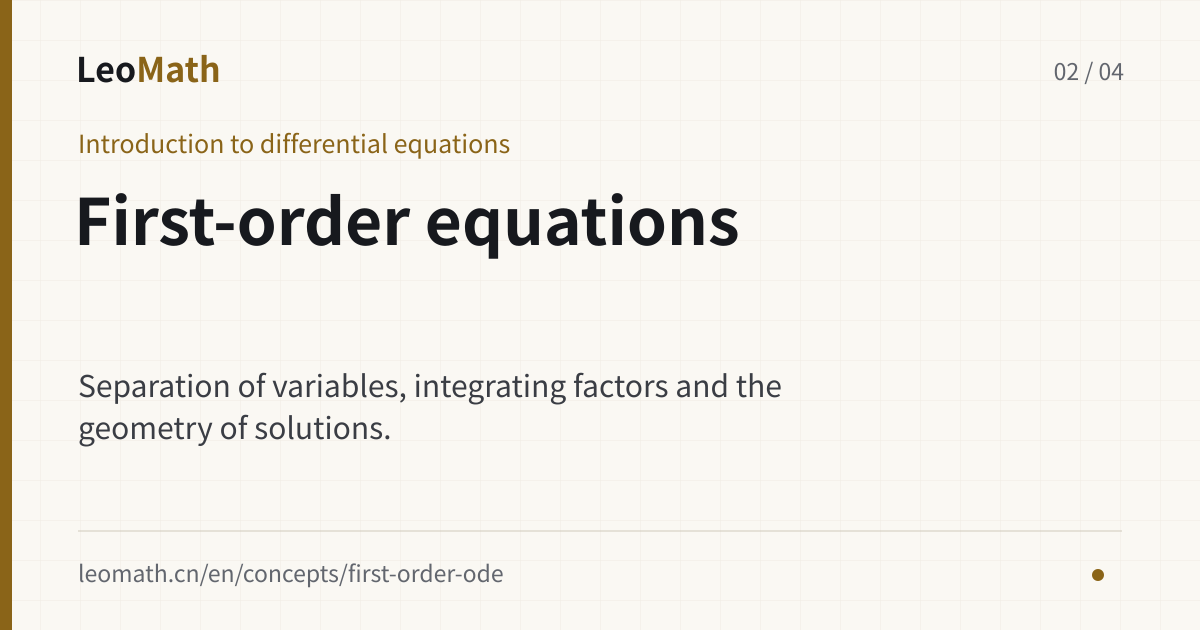 LeoMath
02 / 04
Introduction to differential equations
First-order equations
Separation of variables, integrating factors and the
geometry of solutions.
leomath.cn/en/concepts/first-order-ode